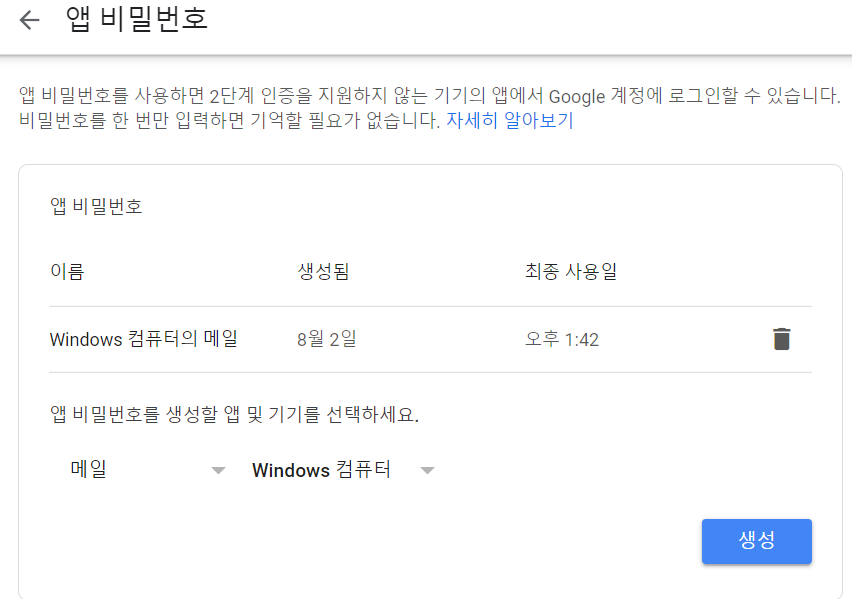 앱 비밀번호
앱 비밀번호를 사용하면 2단계 인증을 지원하지 않는 기기의 앱에서 Google 계정에 로그인할 수 있습니다.
비밀번호를 한 번만 입력하면 기억할 필요가 없습니다. 자세히 알아보기
앱 비밀번호
이름 생성됨 최종 사용일
Windows 컴퓨터의 메일 8월 2일 오후 1:42
앱 비밀번호를 생성할 앱 및 기기를 선택하세요.
메일 Windows 컴퓨터
생성